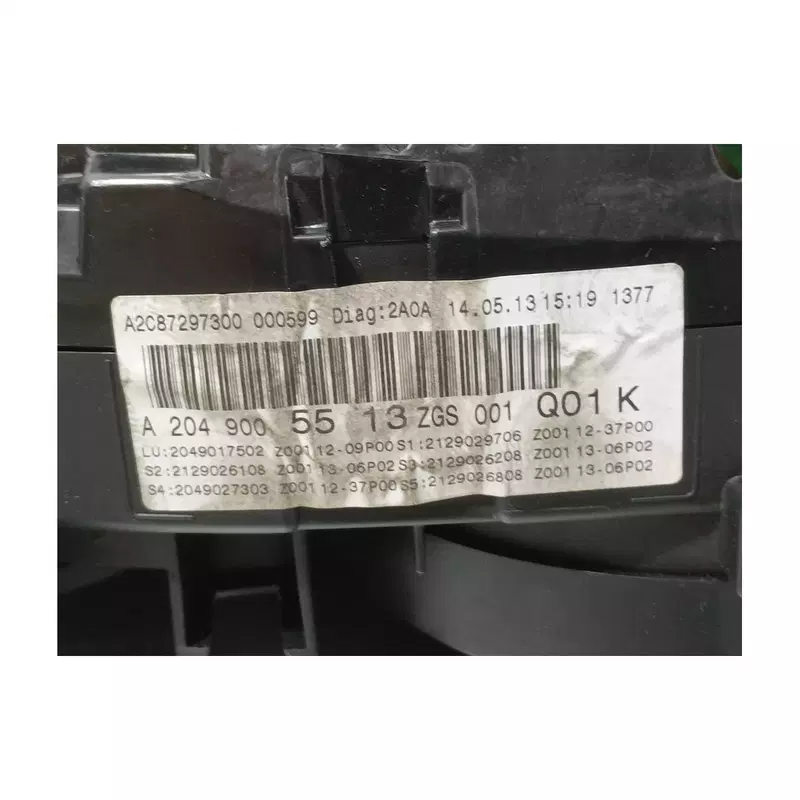 A2C87297300 000599 Diag:2A0A 14.05.13 15:19 1377
A 204 900 55 13 ZGS 001 Q01 K
LU:2049017502 Z001 12-09P00 S1:2129029706 Z001 12-37P00
S2:2129026108 Z001 13-06P02 S3:2129026208 Z001 13-06P02
S4:2049027303 Z001 12-37P00 S5:2129026808 Z001 13-06P02